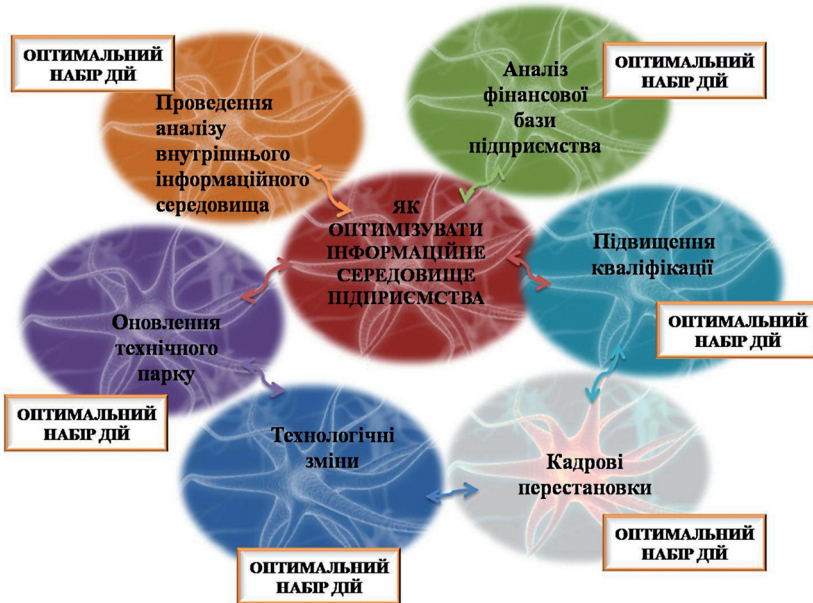 ОПТИМАЛЬНИЙ
НАБІР ДІЙ
Проведення
аналізу
внутрішнього
інформаційного
середовища
Аналіз
фінансової
бази
підприємства
ОПТИМАЛЬНИЙ
НАБІР ДІЙ
ЯК
ОПТИМІЗУВАТИ
ІНФОРМАЦІЙНЕ
СЕРЕДОВИЩЕ
ПІДПРИЄМСТВА
Підвищення
кваліфікації
ОПТИМАЛЬНИЙ
НАБІР ДІЙ
Оновлення
технічного
парку
ОПТИМАЛЬНИЙ
НАБІР ДІЙ
Технологічні
зміни
ОПТИМАЛЬНИЙ
НАБІР ДІЙ
Кадрові
перестановки
ОПТИМАЛЬНИЙ
НАБІР ДІЙ